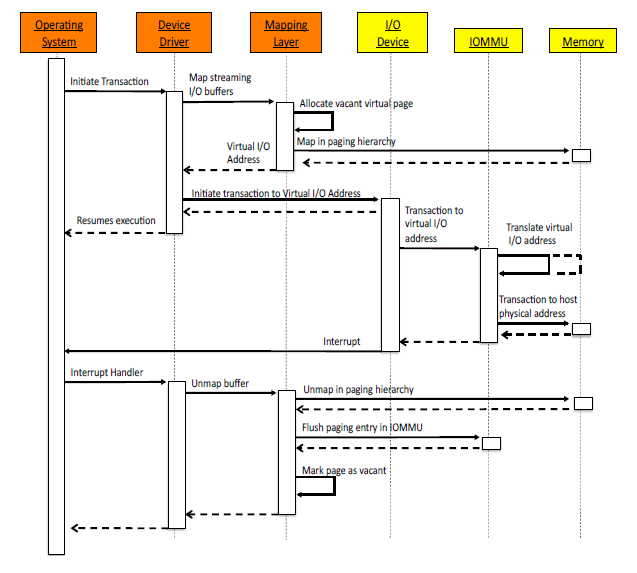 Operating
System
Device
Driver
Mapping
Layer
I/O
Device
IOMMU
Memory
Initiate Transaction
Map streaming
I/O buffers
Allocate vacant virtual page
Map in paging hierarchy
Virtual I/O
Address
Initiate transaction to Virtual I/O Address
Resumes execution
Transaction to
virtual I/O
address
Translate virtual
I/O address
Transaction to host
physical address
Interrupt
Interrupt Handler
Unmap buffer
Unmap in paging hierarchy
Flush paging entry in IOMMU
Mark page as vacant